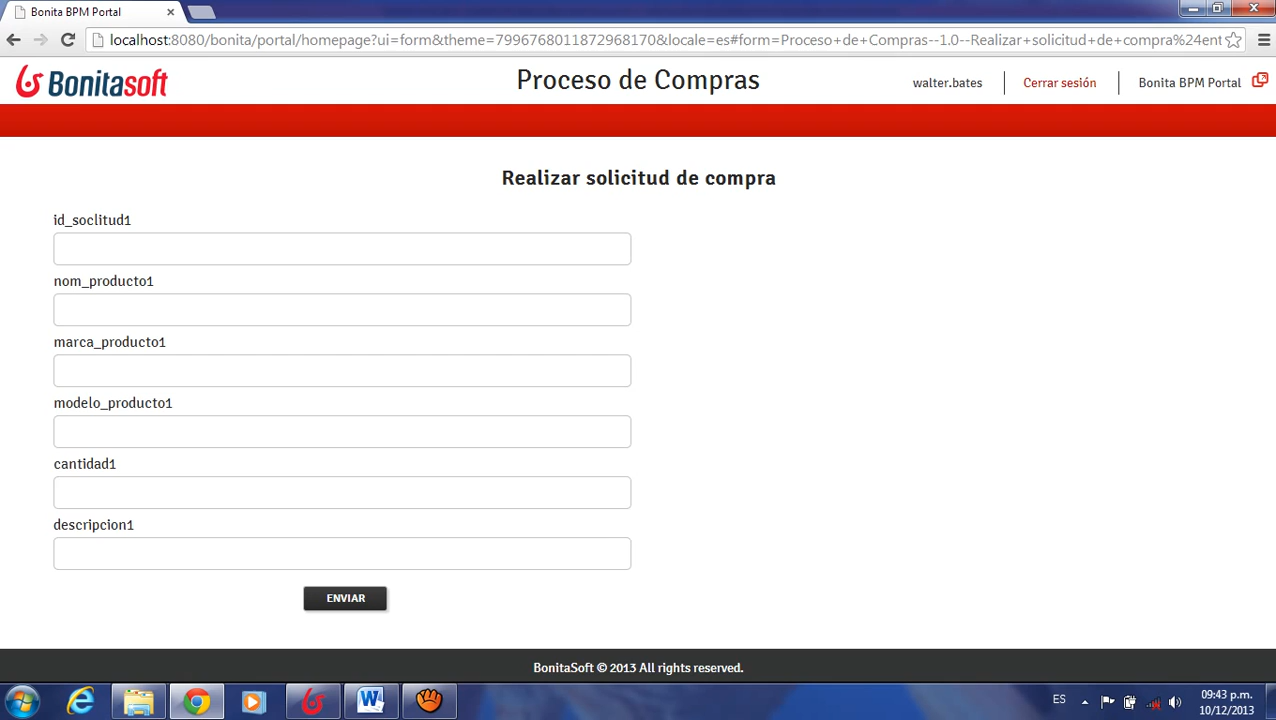 Bonita BPM Portal
localhost:8080/bonita/portal/homepage?ui=form&theme=7996768011872968170&locale=es#form=Proceso+de+Compras--1.0--Realizar+solicitud+de+compra%24ent
Bonitasoft
Proceso de Compras
walter.bates
Cerrar sesión
Bonita BPM Portal
Realizar solicitud de compra
id_soclitud1
nom_producto1
marca_producto1
modelo_producto1
cantidad1
descripcion1
ENVIAR
BonitaSoft © 2013 All rights reserved.
ES
09:43 p.m.
10/12/2013